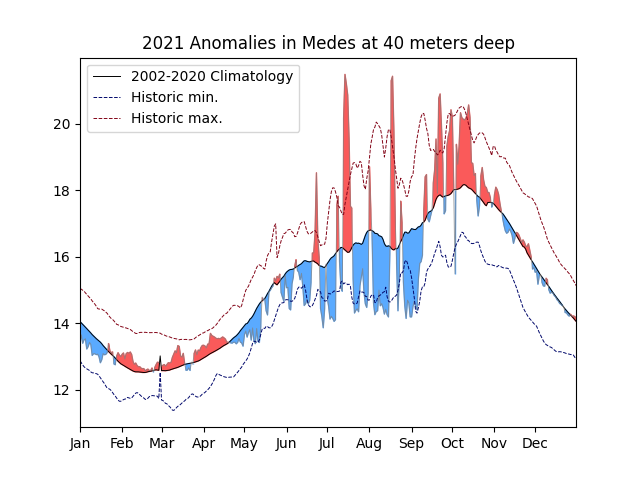 2021 Anomalies in Medes at 40 meters deep
2002-2020 Climatology
Historic min.
Historic max.
20
18
16
14
12
Jan Feb Mar Apr May Jun Jul Aug Sep Oct Nov Dec